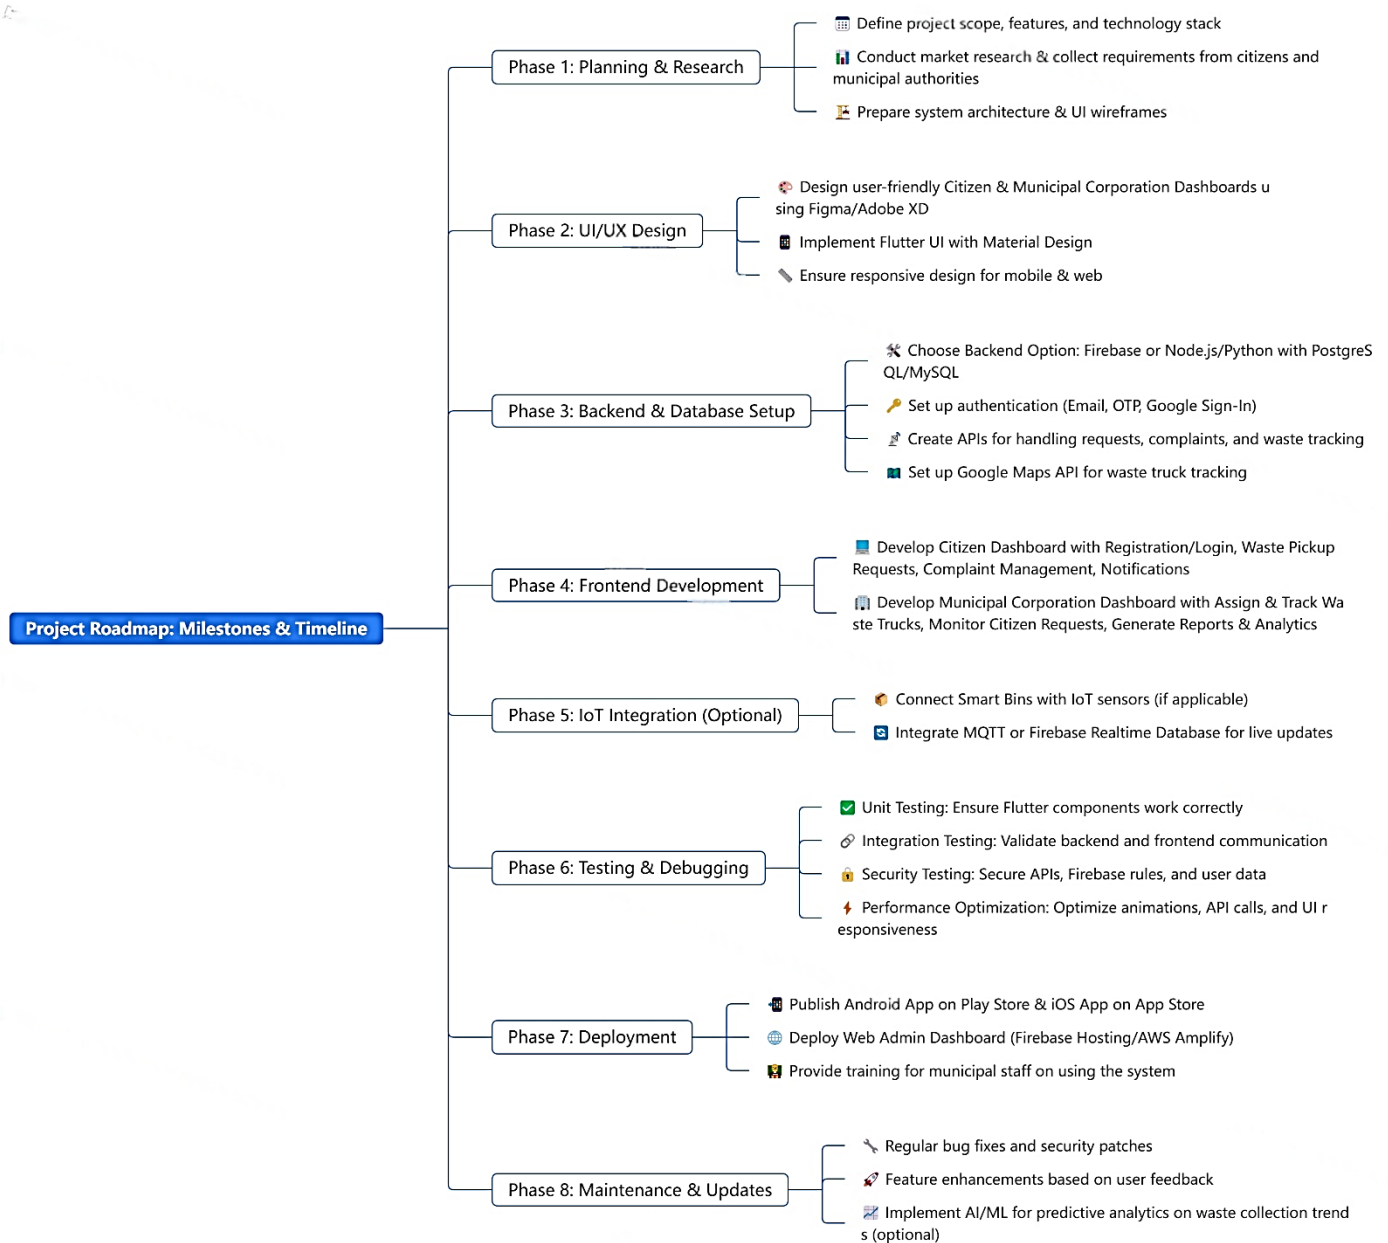 Define project scope, features, and technology stack
Phase 1: Planning & Research
Conduct market research & collect requirements from citizens and
municipal authorities
Prepare system architecture & UI wireframes
Design user-friendly Citizen & Municipal Corporation Dashboards u
sing Figma/Adobe XD
Phase 2: UI/UX Design
Implement Flutter UI with Material Design
Ensure responsive design for mobile & web
Choose Backend Option: Firebase or Node.js/Python with PostgreS
QL/MySQL
Phase 3: Backend & Database Setup
Set up authentication (Email, OTP, Google Sign-In)
Create APIs for handling requests, complaints, and waste tracking
Set up Google Maps API for waste truck tracking
Develop Citizen Dashboard with Registration/Login, Waste Pickup
Requests, Complaint Management, Notifications
Phase 4: Frontend Development
Develop Municipal Corporation Dashboard with Assign & Track Wa
ste Trucks, Monitor Citizen Requests, Generate Reports & Analytics
Project Roadmap: Milestones & Timeline
Phase 5: IoT Integration (Optional)
Connect Smart Bins with IoT sensors (if applicable)
Integrate MQTT or Firebase Realtime Database for live updates
Unit Testing: Ensure Flutter components work correctly
Integration Testing: Validate backend and frontend communication
Phase 6: Testing & Debugging
Security Testing: Secure APIs, Firebase rules, and user data
Performance Optimization: Optimize animations, API calls, and UI r
esponsiveness
Publish Android App on Play Store & iOS App on App Store
Phase 7: Deployment
Deploy Web Admin Dashboard (Firebase Hosting/AWS Amplify)
Provide training for municipal staff on using the system
Regular bug fixes and security patches
Phase 8: Maintenance & Updates
Feature enhancements based on user feedback
Implement AI/ML for predictive analytics on waste collection trend
s (optional)